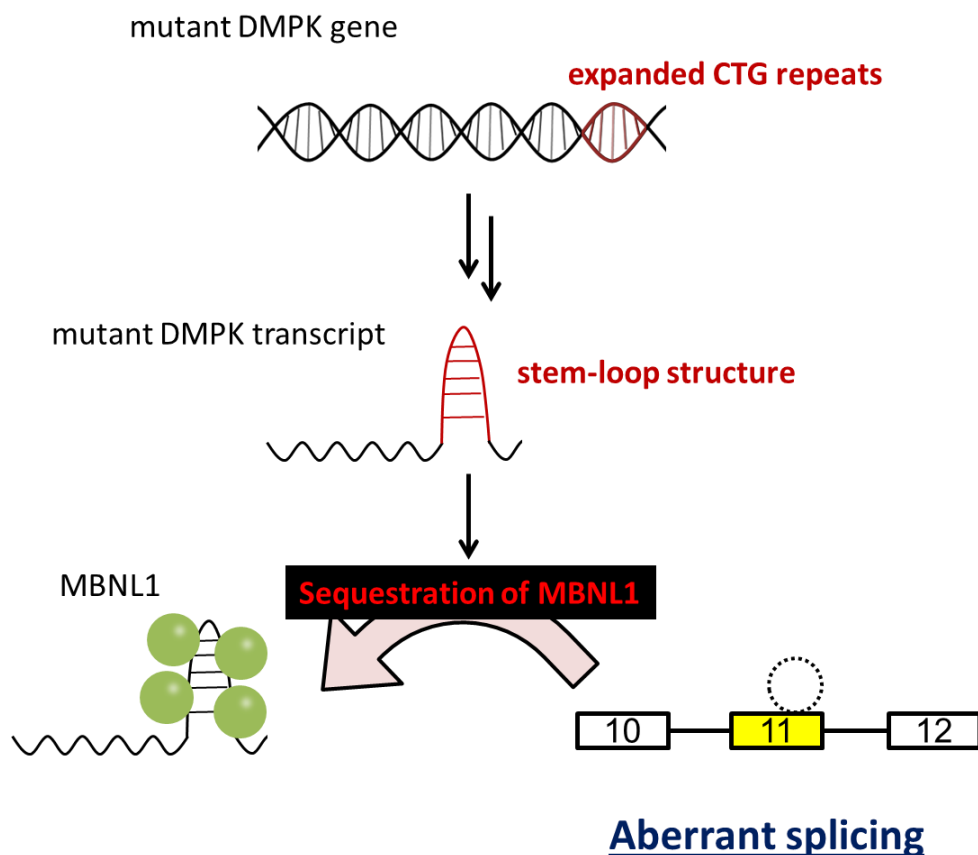 mutant DMPK gene
expanded CTG repeats
mutant DMPK transcript
stem-loop structure
MBNL1
Sequestration of MBNL1
10
11
12
Aberrant splicing